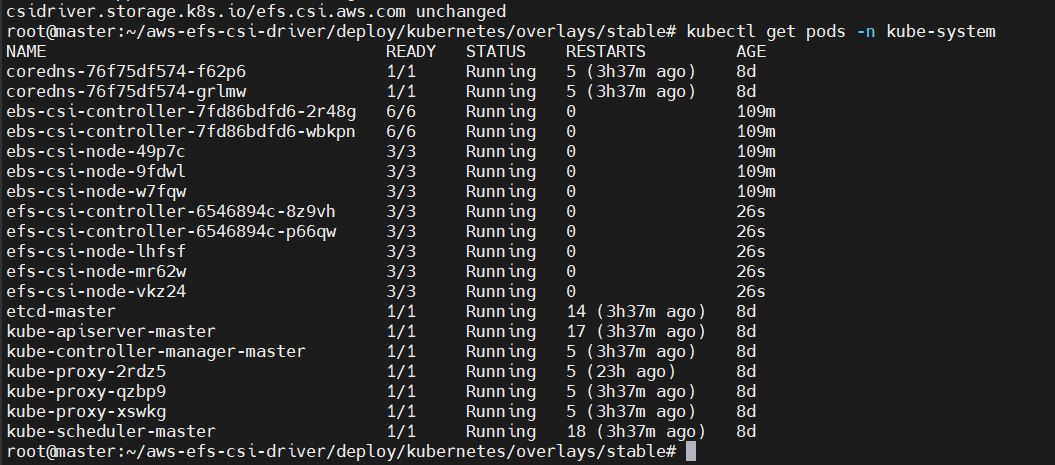 csidriver.storage.k8s.io/efs.csi.aws.com unchanged
root@master:~/aws-efs-csi-driver/deploy/kubernetes/overlays/stable# kubectl get pods -n kube-system
NAME READY STATUS RESTARTS AGE
coredns-76f75df574-f62p6 1/1 Running 5 (3h37m ago) 8d
coredns-76f75df574-grlmw 1/1 Running 5 (3h37m ago) 8d
ebs-csi-controller-7fd86bdfd6-2r48g 6/6 Running 0 109m
ebs-csi-controller-7fd86bdfd6-wbkpn 6/6 Running 0 109m
ebs-csi-node-49p7c 3/3 Running 0 109m
ebs-csi-node-9fdwl 3/3 Running 0 109m
ebs-csi-node-w7fqw 3/3 Running 0 109m
efs-csi-controller-6546894c-8z9vh 3/3 Running 0 26s
efs-csi-controller-6546894c-p66qw 3/3 Running 0 26s
efs-csi-node-lhfsf 3/3 Running 0 26s
efs-csi-node-mr62w 3/3 Running 0 26s
efs-csi-node-vkz24 3/3 Running 0 26s
etcd-master 1/1 Running 14 (3h37m ago) 8d
kube-apiserver-master 1/1 Running 17 (3h37m ago) 8d
kube-controller-manager-master 1/1 Running 5 (3h37m ago) 8d
kube-proxy-2rdz5 1/1 Running 5 (23h ago) 8d
kube-proxy-qzbp9 1/1 Running 5 (3h37m ago) 8d
kube-proxy-xswkg 1/1 Running 5 (3h37m ago) 8d
kube-scheduler-master 1/1 Running 18 (3h37m ago) 8d
root@master:~/aws-efs-csi-driver/deploy/kubernetes/overlays/stable#